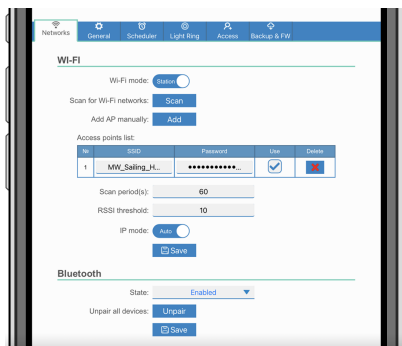 Networks General Scheduler Light Ring Access Backup & FW
WI-FI
Wi-Fi mode: Station
Scan for Wi-Fi networks: Scan
Add AP manually: Add
Access points list:
№ SSID Password Use Delete
1 MW_Sailing_H... •••••••••••...
Scan period(s): 60
RSSI threshold: 10
IP mode: Auto
Save
Bluetooth
State: Enabled
Unpair all devices: Unpair
Save